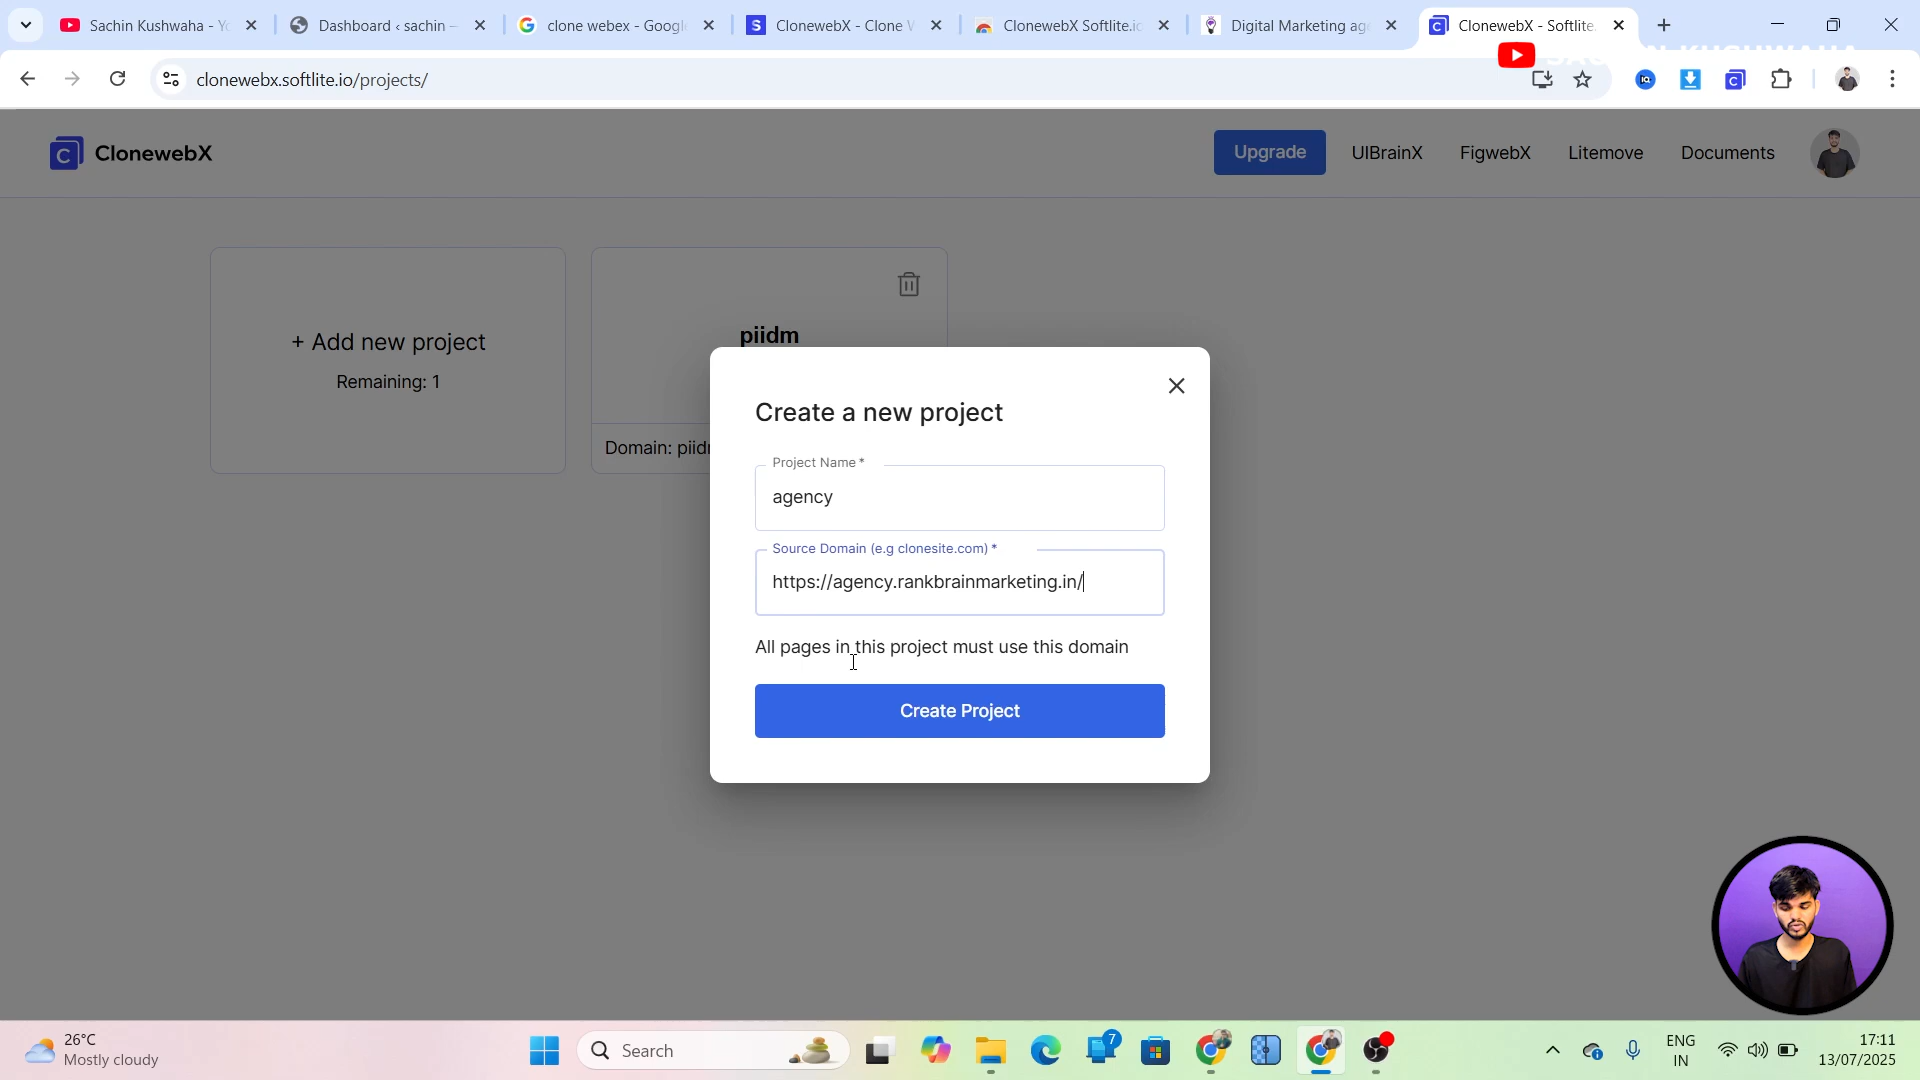 Sachin Kushwaha - Yo
Dashboard ‹ sachin —
clone webex - Google
ClonewebX - Clone W
ClonewebX Softlite.io
Digital Marketing age
ClonewebX - Softlite.
clonewebx.softlite.io/projects/
ClonewebX
Upgrade
UIBrainX
FigwebX
Litemove
Documents
+ Add new project
Remaining: 1
piidm
Domain: piidm
Create a new project
Project Name *
agency
Source Domain (e.g clonesite.com) *
https://agency.rankbrainmarketing.in/
All pages in this project must use this domain
Create Project
26°C
Mostly cloudy
Search
7
ENG
IN
17:11
13/07/2025